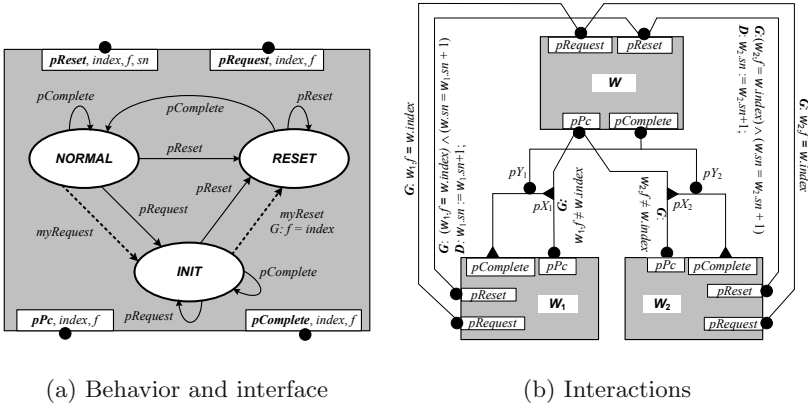 pReset, index, f, sn
pRequest, index, f
pComplete
pComplete
pReset
NORMAL
pReset
RESET
pReset
pRequest
myRequest
myReset
G: f = index
INIT
pComplete
pRequest
pPc, index, f
pComplete, index, f
(a) Behavior and interface
G: w1.f = w.index
G: (w1.f = w.index) ∧ (w.sn = w1.sn + 1)
D: w1.sn := w1.sn+1;
pRequest
pReset
W
pPc
pComplete
G:(w2.f = w.index) ∧ (w.sn = w2.sn + 1)
D: w2.sn := w2.sn+1;
G: w2.f = w.index
pY1
pY2
pX1
G:
w1.f ≠ w.index
G:
w2.f ≠ w.index
pX2
pComplete
pPc
pReset
W1
pRequest
pPc
pComplete
pReset
W2
pRequest
(b) Interactions